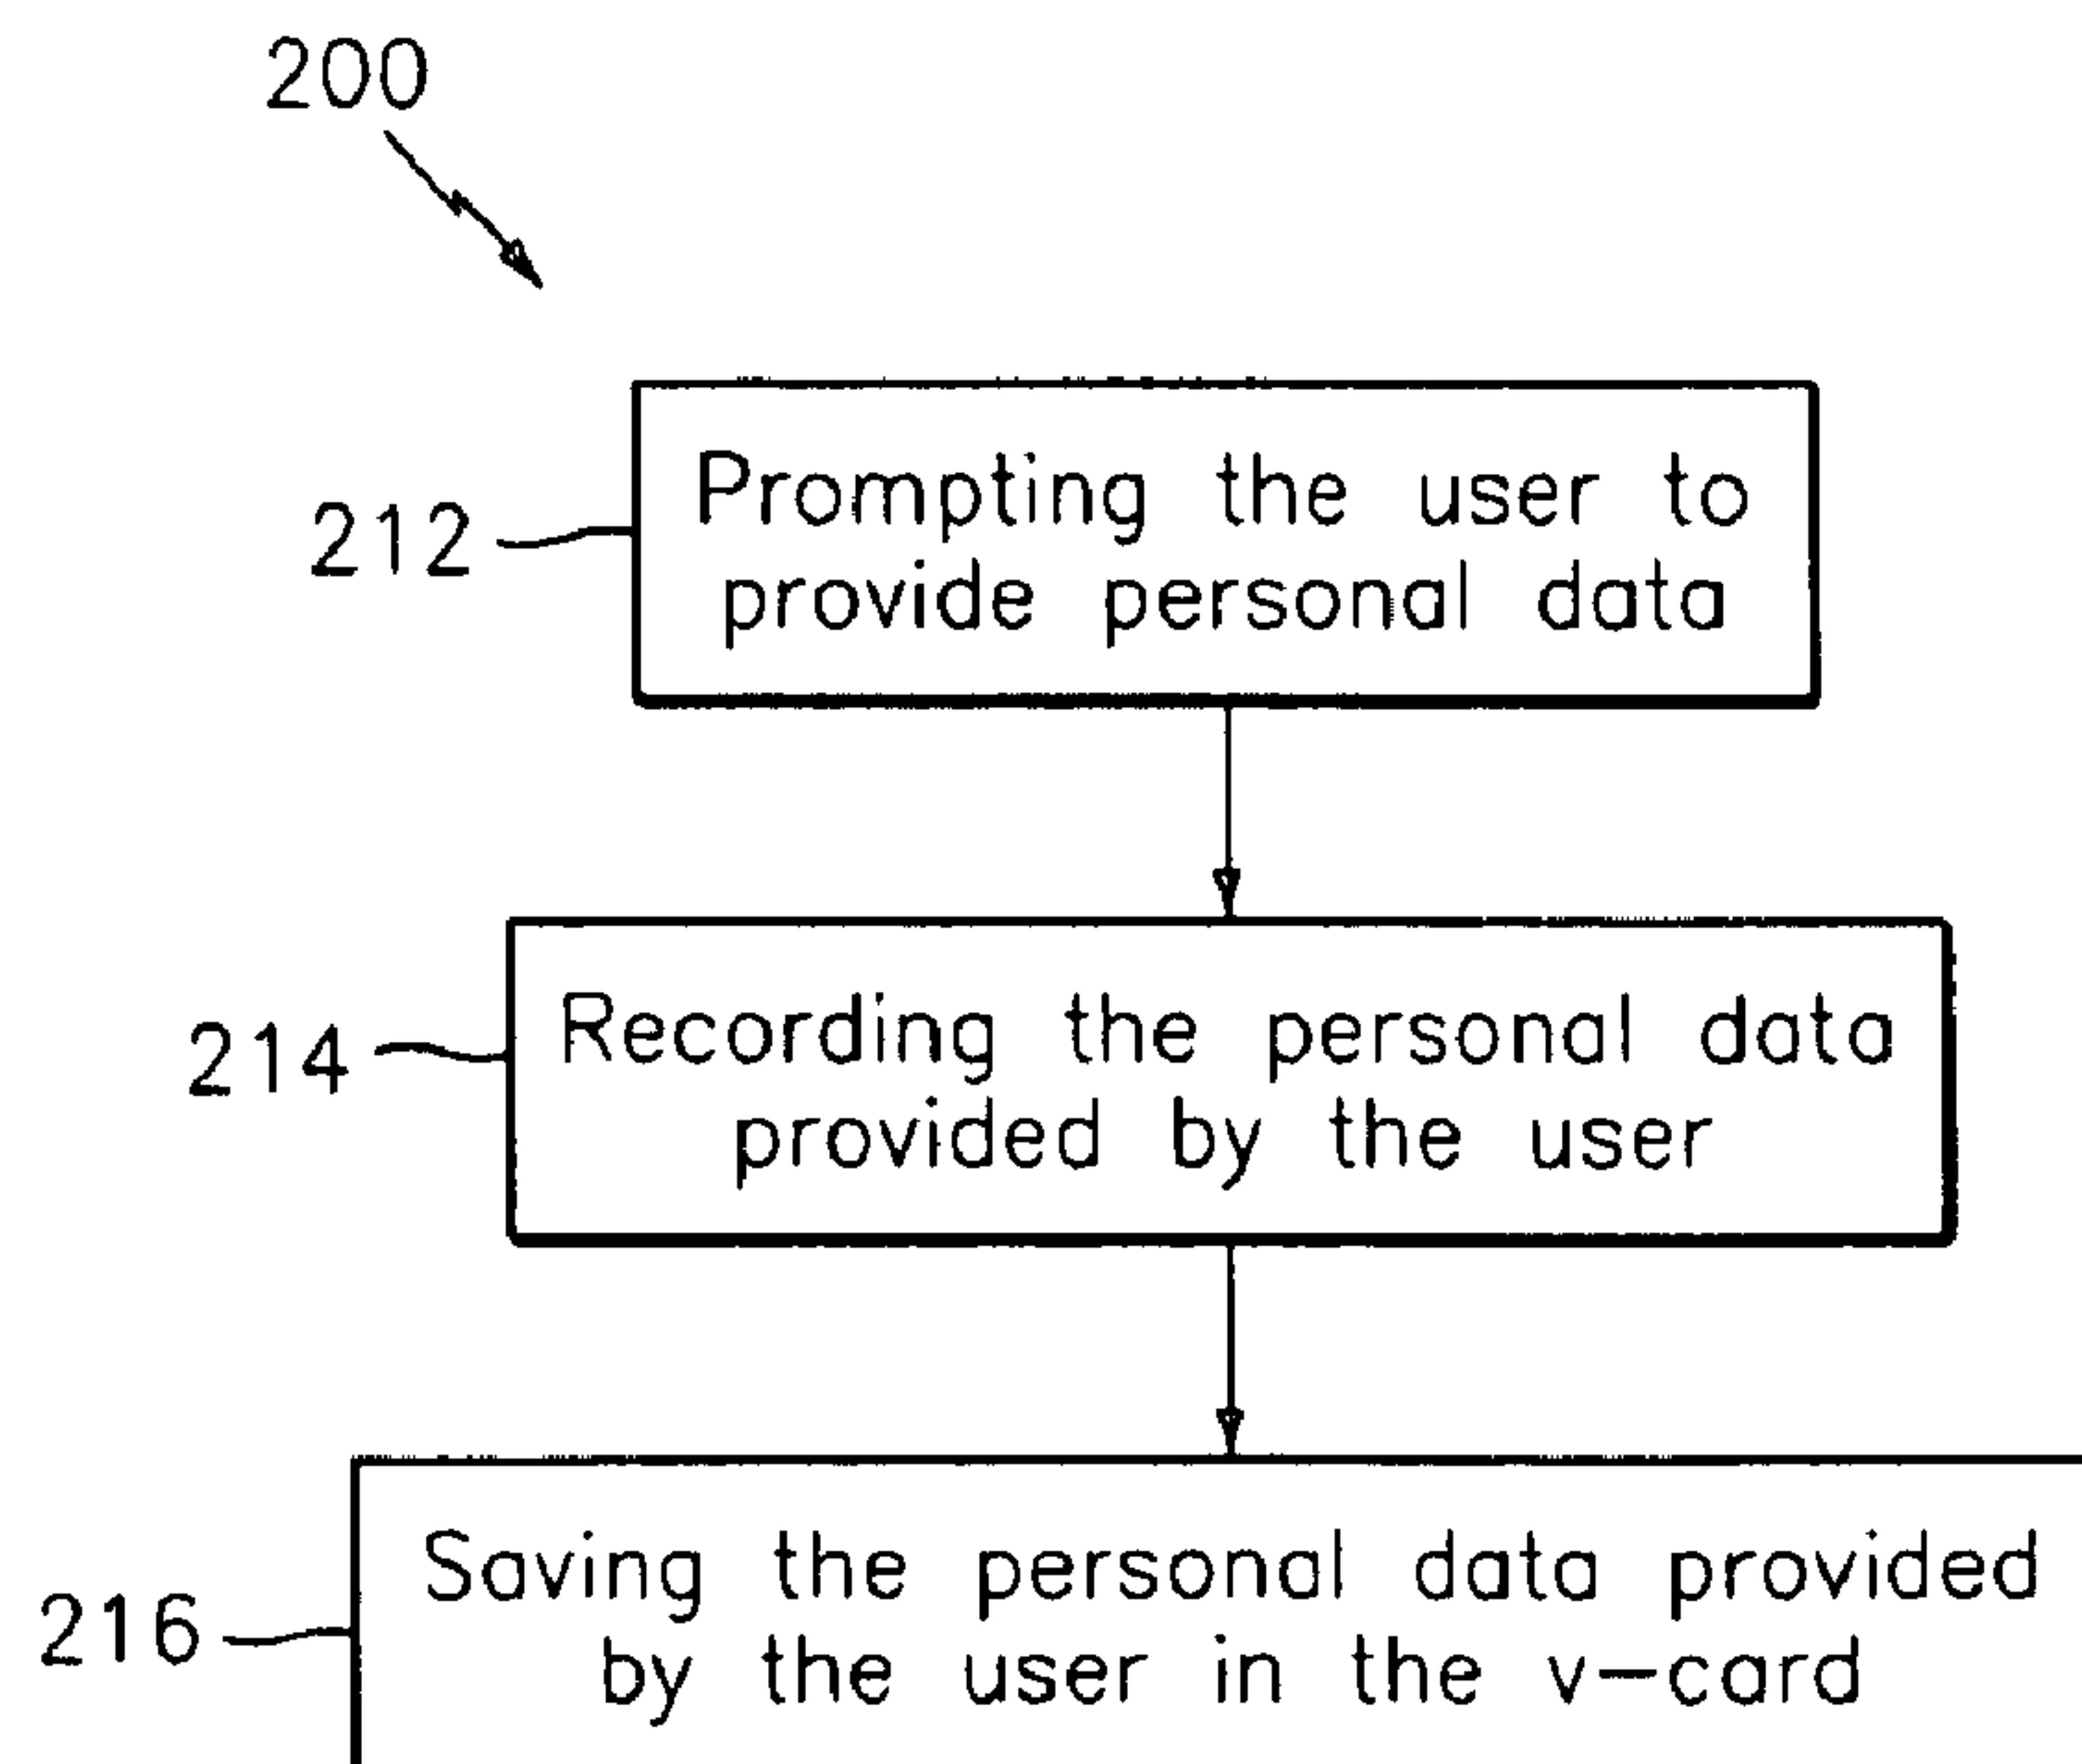 200
212
Prompting the user to
provide personal data
214
Recording the personal data
provided by the user
216
Saving the personal data provided
by the user in the v-card